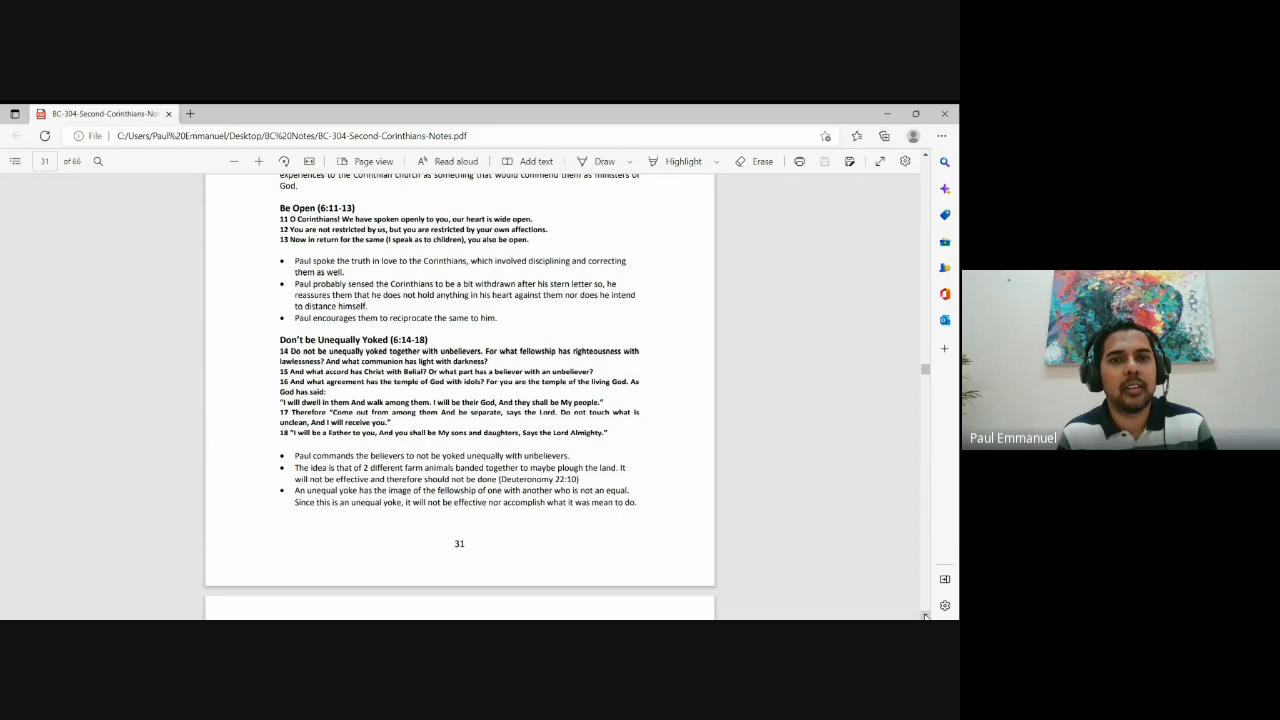 BC-304-Second-Corinthians-Not
File
C:/Users/Paul%20Emmanuel/Desktop/BC%20Notes/BC-304-Second-Corinthians-Notes.pdf
31 of 66
Page view
Read aloud
Add text
Draw
Highlight
Erase
experiences to the Corinthian church as something that would commend them as ministers of
God.
Be Open (6:11-13)
11 O Corinthians! We have spoken openly to you, our heart is wide open.
12 You are not restricted by us, but you are restricted by your own affections.
13 Now in return for the same (I speak as to children), you also be open.
• Paul spoke the truth in love to the Corinthians, which involved disciplining and correcting
them as well.
• Paul probably sensed the Corinthians to be a bit withdrawn after his stern letter so, he
reassures them that he does not hold anything in his heart against them nor does he intend
to distance himself.
• Paul encourages them to reciprocate the same to him.
Don't be Unequally Yoked (6:14-18)
14 Do not be unequally yoked together with unbelievers. For what fellowship has righteousness with
lawlessness? And what communion has light with darkness?
15 And what accord has Christ with Belial? Or what part has a believer with an unbeliever?
16 And what agreement has the temple of God with idols? For you are the temple of the living God. As
God has said:
“I will dwell in them And walk among them. I will be their God, And they shall be My people.”
17 Therefore “Come out from among them And be separate, says the Lord. Do not touch what is
unclean, And I will receive you.”
18 “I will be a Father to you, And you shall be My sons and daughters, Says the Lord Almighty.”
• Paul commands the believers to not be yoked unequally with unbelievers.
• The idea is that of 2 different farm animals banded together to maybe plough the land. It
will not be effective and therefore should not be done (Deuteronomy 22:10)
• An unequal yoke has the image of the fellowship of one with another who is not an equal.
Since this is an unequal yoke, it will not be effective nor accomplish what it was mean to do.
31
Paul Emmanuel